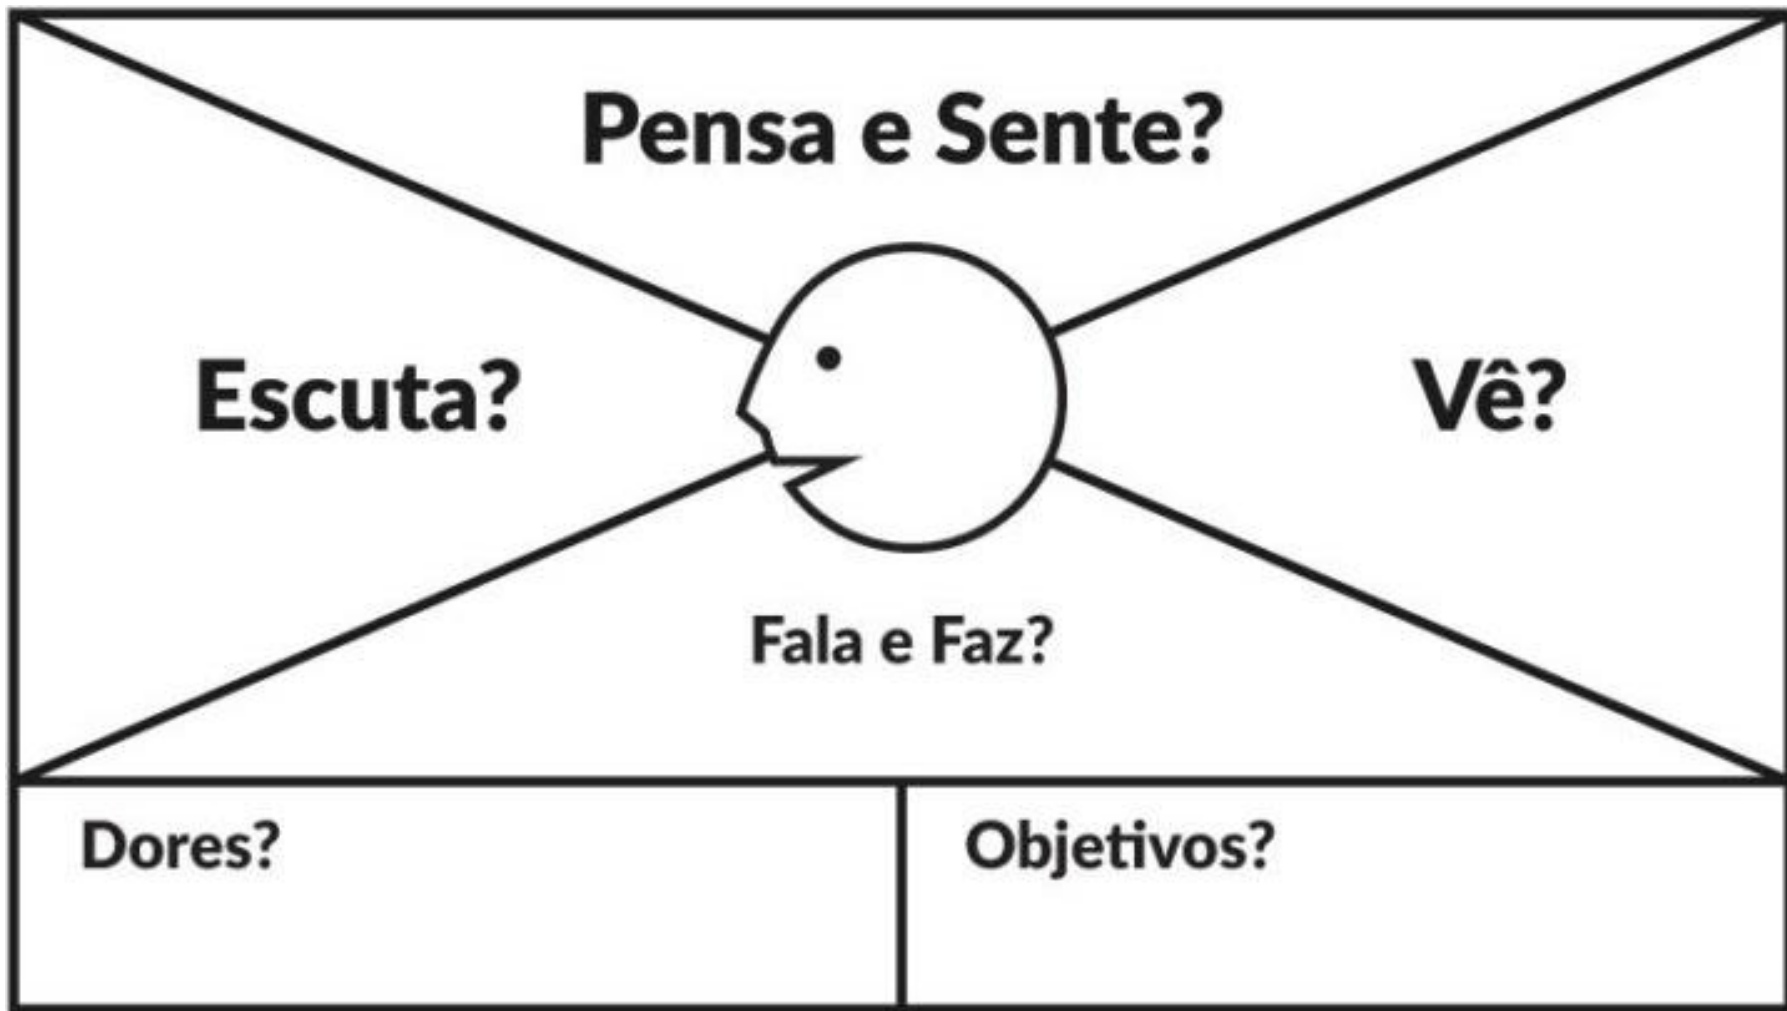 Pensa e Sente?
Escuta?
Vê?
Fala e Faz?
Dores?
Objetivos?